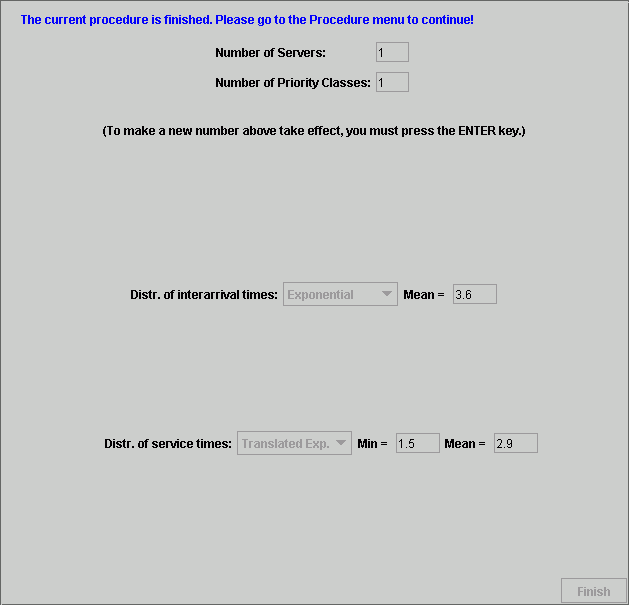 The current procedure is finished. Please go to the Procedure menu to continue!
Number of Servers: 1
Number of Priority Classes: 1
(To make a new number above take effect, you must press the ENTER key.)
Distr. of interarrival times: Exponential Mean = 3.6
Distr. of service times: Translated Exp. Min = 1.5 Mean = 2.9
Finish